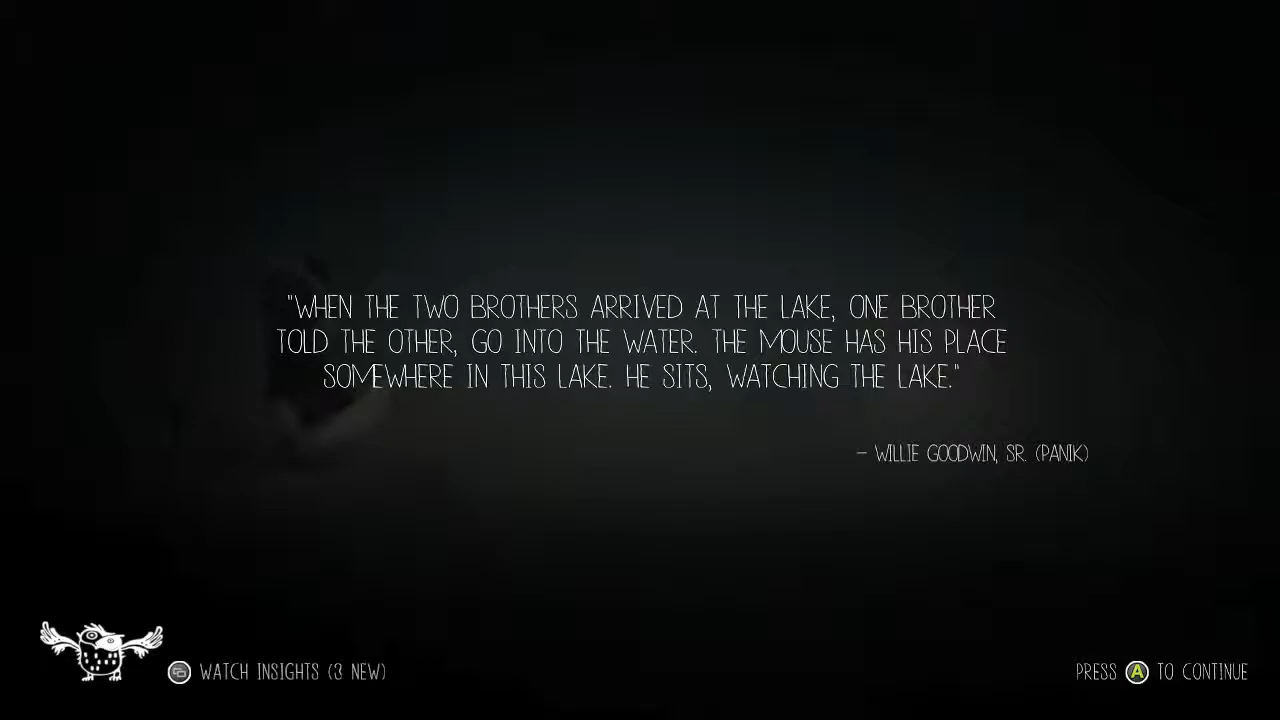 "WHEN THE TWO BROTHERS ARRIVED AT THE LAKE, ONE BROTHER
TOLD THE OTHER, GO INTO THE WATER. THE MOUSE HAS HIS PLACE
SOMEWHERE IN THIS LAKE. HE SITS, WATCHING THE LAKE."
- WILLIE GOODWIN, SR. (PANIK)
WATCH INSIGHTS (3 NEW)
PRESS A TO CONTINUE